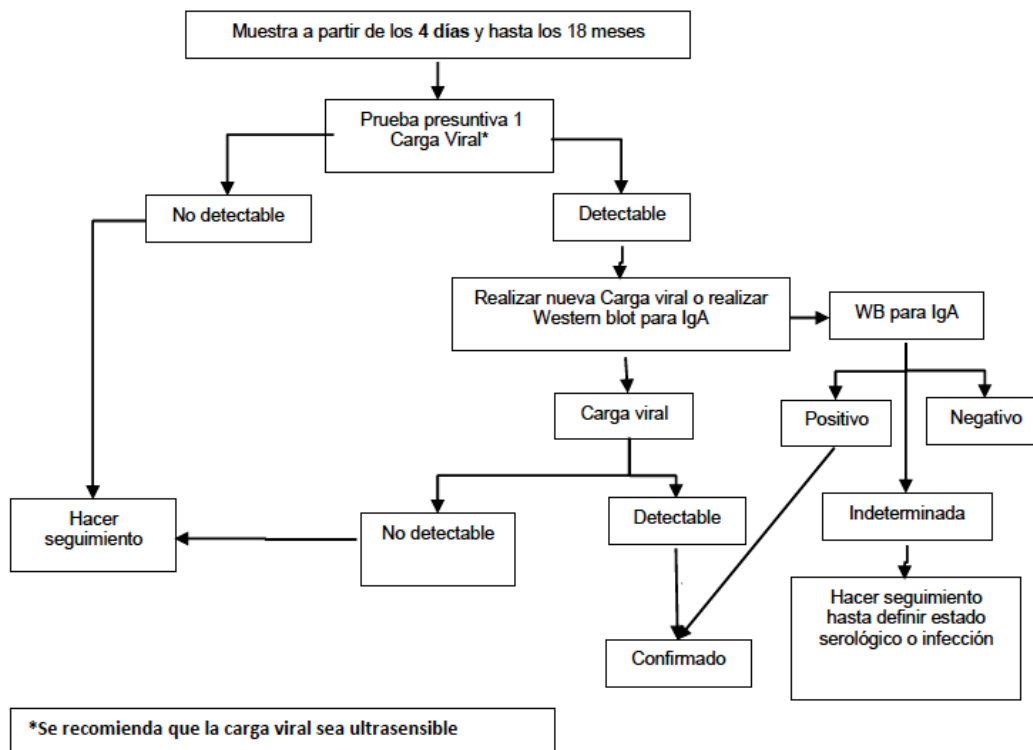 Muestra a partir de los 4 días y hasta los 18 meses
Prueba presuntiva 1
Carga Viral*
No detectable
Detectable
Realizar nueva Carga viral o realizar
Western blot para IgA
WB para IgA
Carga viral
Positivo
Negativo
Hacer
seguimiento
No detectable
Detectable
Indeterminada
Hacer seguimiento
hasta definir estado
serológico o infección
Confirmado
*Se recomienda que la carga viral sea ultrasensible